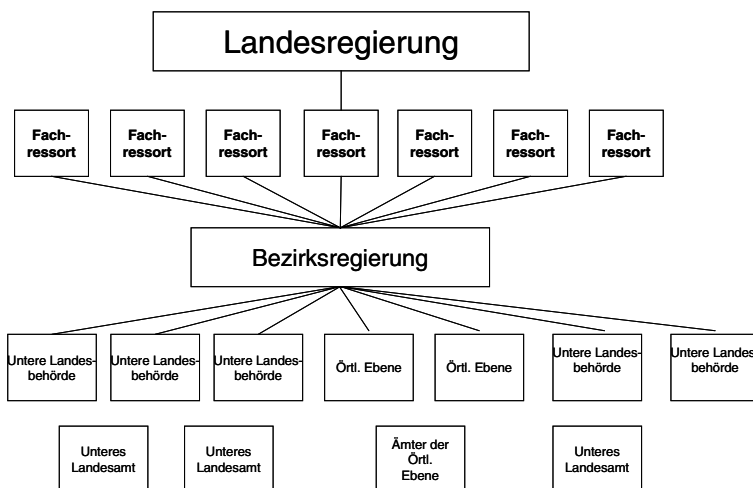 Landesregierung
Fach-
ressort
Fach-
ressort
Fach-
ressort
Fach-
ressort
Fach-
ressort
Fach-
ressort
Fach-
ressort
Bezirksregierung
Untere Landes-
behörde
Untere Landes-
behörde
Untere Landes-
behörde
Örtl. Ebene
Örtl. Ebene
Untere Landes-
behörde
Untere Landes-
behörde
Unteres
Landesamt
Unteres
Landesamt
Ämter der
Örtl.
Ebene
Unteres
Landesamt